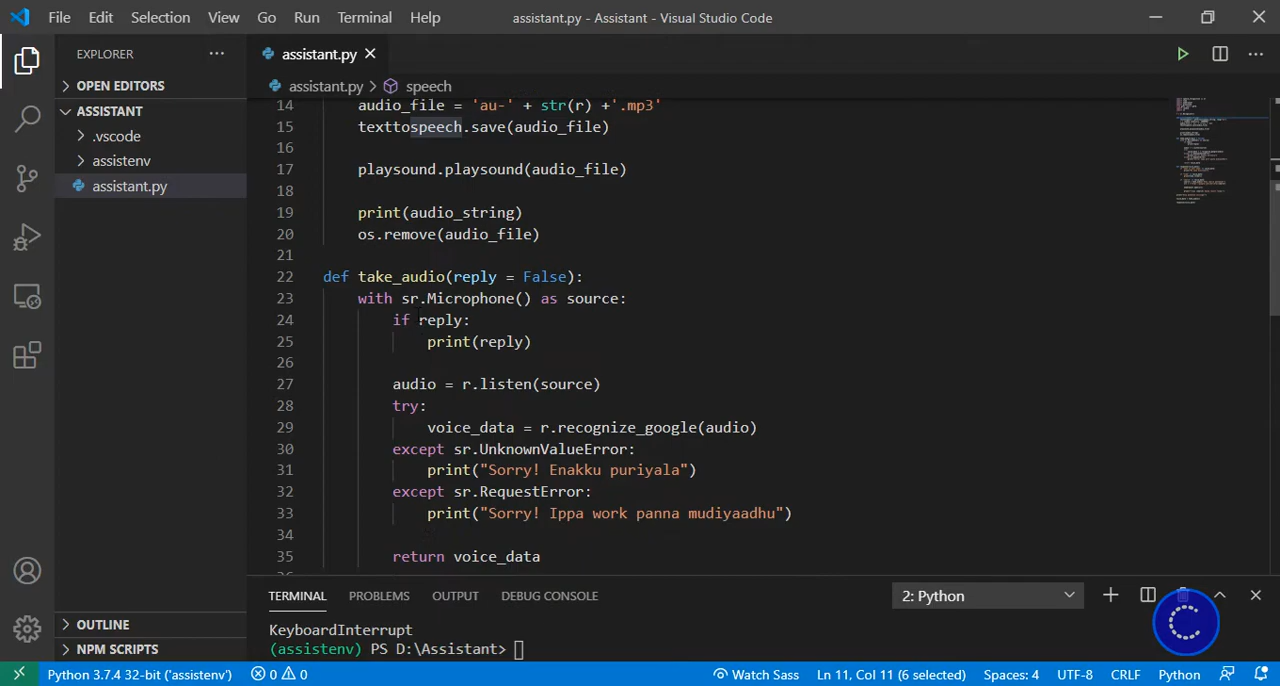 File Edit Selection View Go Run Terminal Help assistant.py - Assistant - Visual Studio Code
EXPLORER
assistant.py
OPEN EDITORS
assistant.py > speech
ASSISTANT
.vscode
assistenv
assistant.py
14 audio_file = 'au-' + str(r) +'.mp3'
15 texttospeech.save(audio_file)
16
17 playsound.playsound(audio_file)
18
19 print(audio_string)
20 os.remove(audio_file)
21
22 def take_audio(reply = False):
23 with sr.Microphone() as source:
24 if reply:
25 print(reply)
26
27 audio = r.listen(source)
28 try:
29 voice_data = r.recognize_google(audio)
30 except sr.UnknownValueError:
31 print("Sorry! Enakku puriyala")
32 except sr.RequestError:
33 print("Sorry! Ippa work panna mudiyaadhu")
34
35 return voice_data
OUTLINE
NPM SCRIPTS
TERMINAL PROBLEMS OUTPUT DEBUG CONSOLE 2: Python
KeyboardInterrupt
(assistenv) PS D:\Assistant>
Python 3.7.4 32-bit ('assistenv') 0 0 Watch Sass Ln 11, Col 11 (6 selected) Spaces: 4 UTF-8 CRLF Python